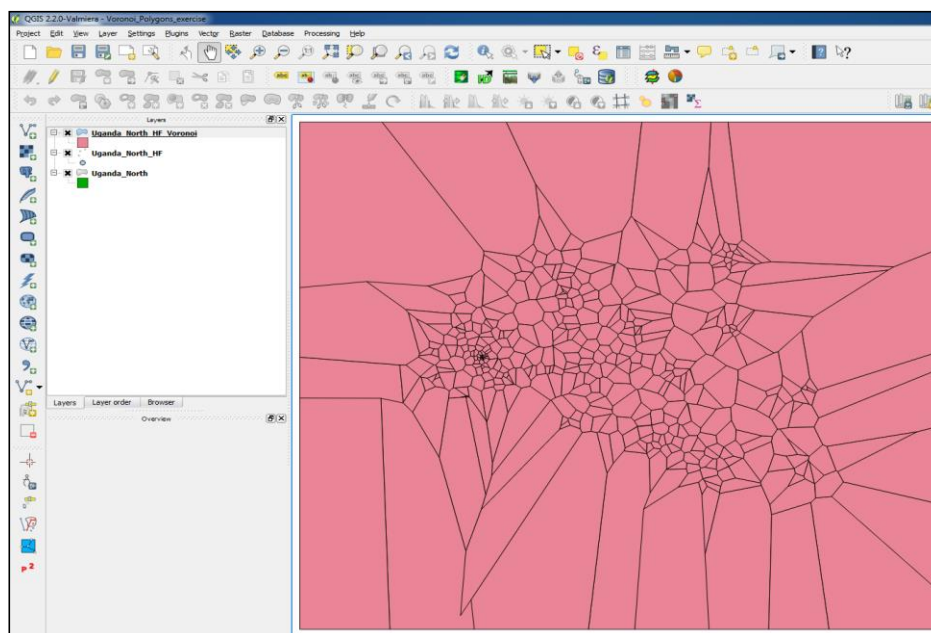 QGIS 2.2.0-Valmiera - Voronoi_Polygons_exercise
Project Edit View Layer Settings Plugins Vector Raster Database Processing Help
Layers
Uganda_North_HF_Voronoi
Uganda_North_HF
Uganda_North
Layers Layer order Browser
Overview